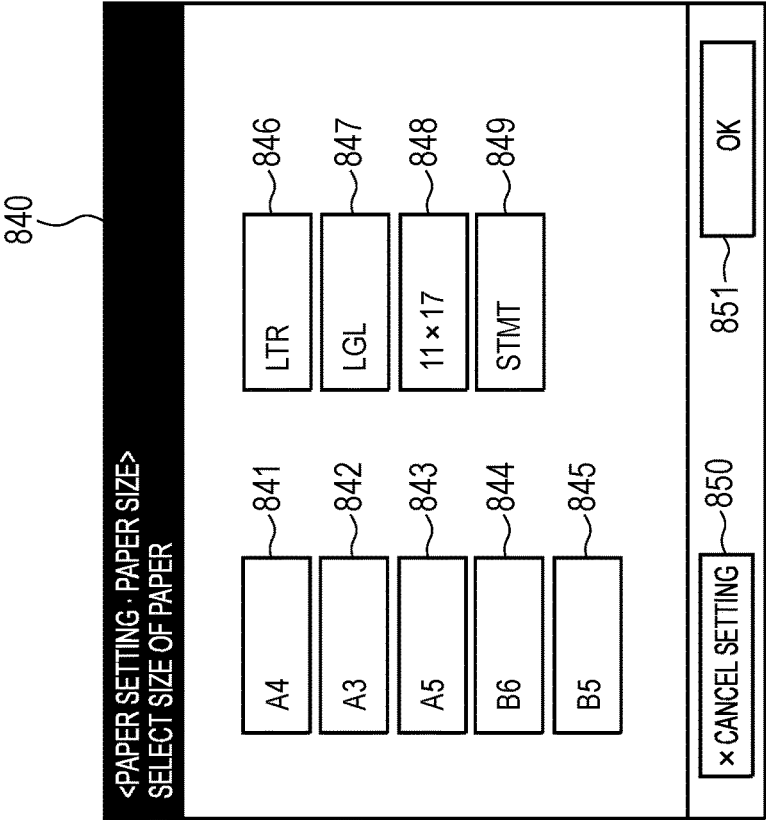 840
<PAPER SETTING · PAPER SIZE>
SELECT SIZE OF PAPER
A4 841
LTR 846
A3 842
LGL 847
A5 843
11 × 17 848
B6 844
STMT 849
B5 845
× CANCEL SETTING 850
851 OK